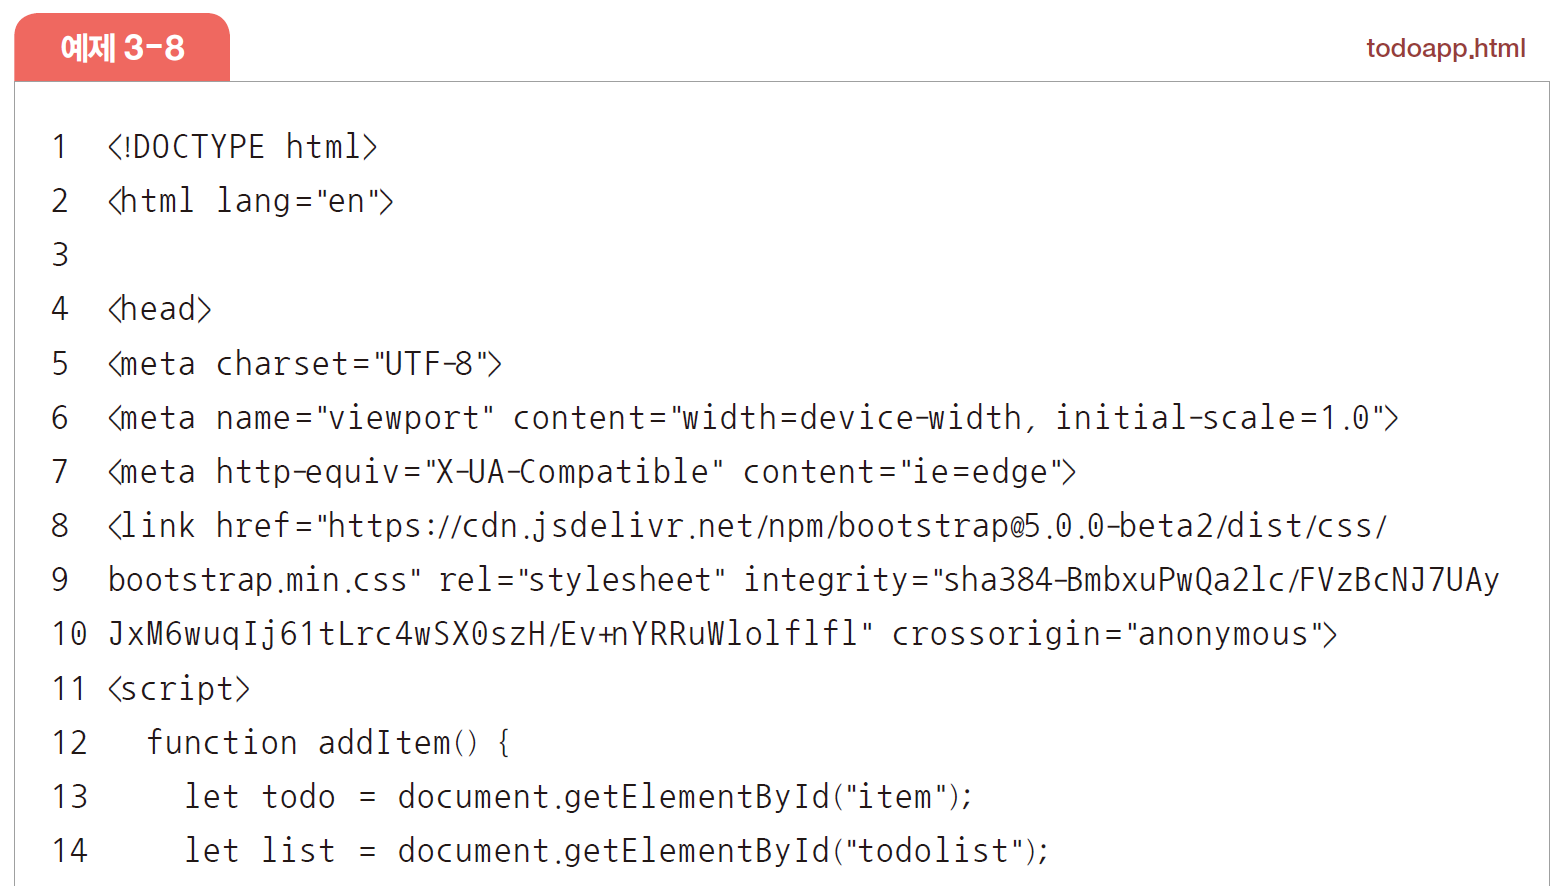 예제 3-8
todoapp.html
1 <!DOCTYPE html>
2 <html lang="en">
3
4 <head>
5 <meta charset="UTF-8">
6 <meta name="viewport" content="width=device-width, initial-scale=1.0">
7 <meta http-equiv="X-UA-Compatible" content="ie=edge">
8 <link href="https://cdn.jsdelivr.net/npm/bootstrap@5.0.0-beta2/dist/css/
9 bootstrap.min.css" rel="stylesheet" integrity="sha384-BmbxuPwQa2lc/FVzBcNJ7UAy
10 JxM6wuqIj61tLrc4wSX0szH/Ev+nYRRuWlolflfl" crossorigin="anonymous">
11 <script>
12   function addItem() {
13     let todo = document.getElementById("item");
14     let list = document.getElementById("todolist");